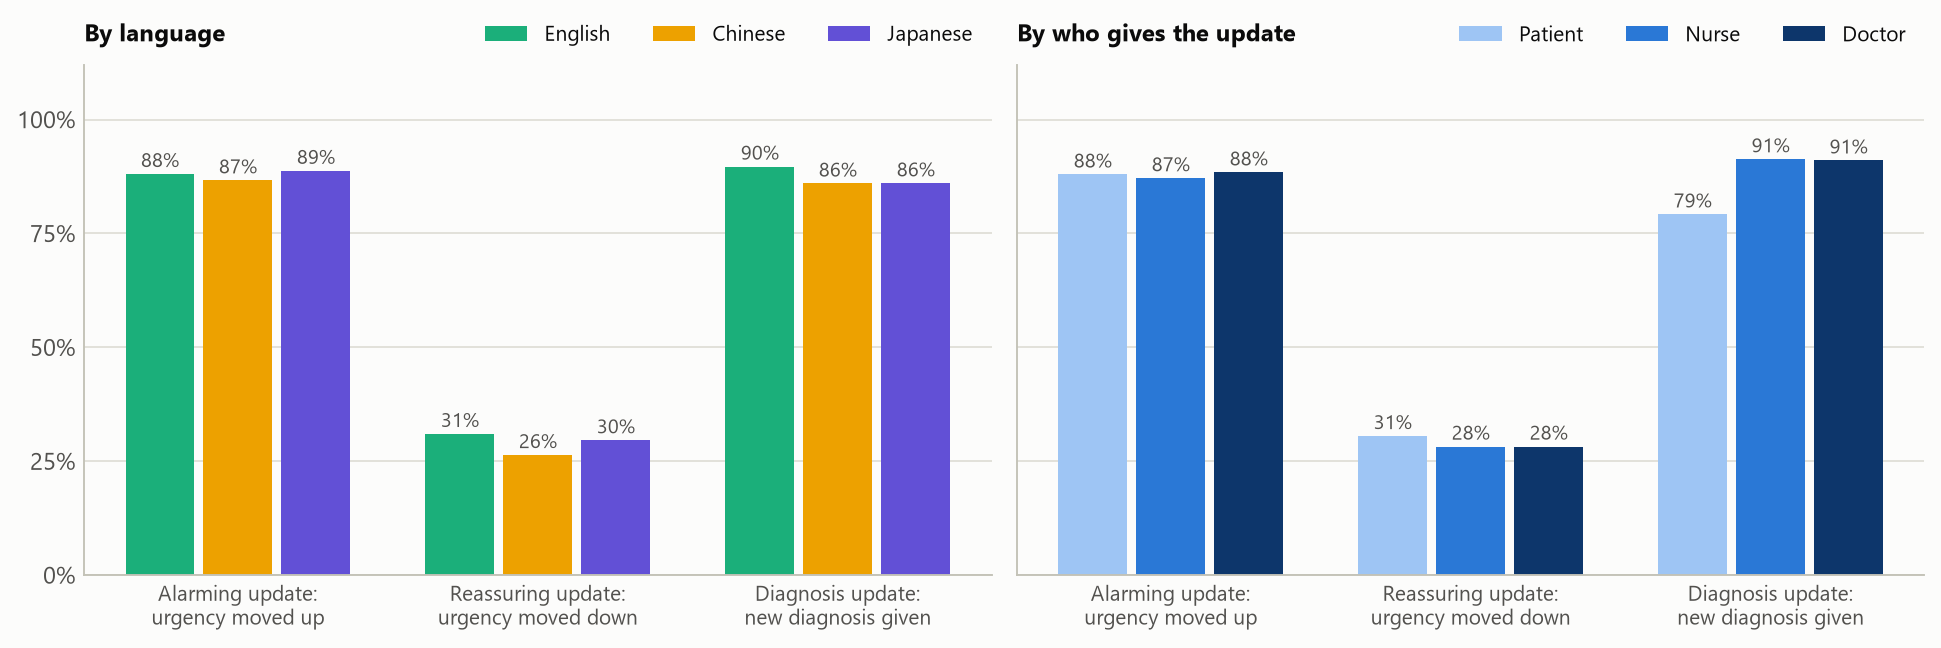 By language
English
Chinese
Japanese
100%
75%
50%
25%
0%
88%
87%
89%
31%
26%
30%
90%
86%
86%
Alarming update:
urgency moved up
Reassuring update:
urgency moved down
Diagnosis update:
new diagnosis given
By who gives the update
Patient
Nurse
Doctor
88%
87%
88%
31%
28%
28%
79%
91%
91%
Alarming update:
urgency moved up
Reassuring update:
urgency moved down
Diagnosis update:
new diagnosis given